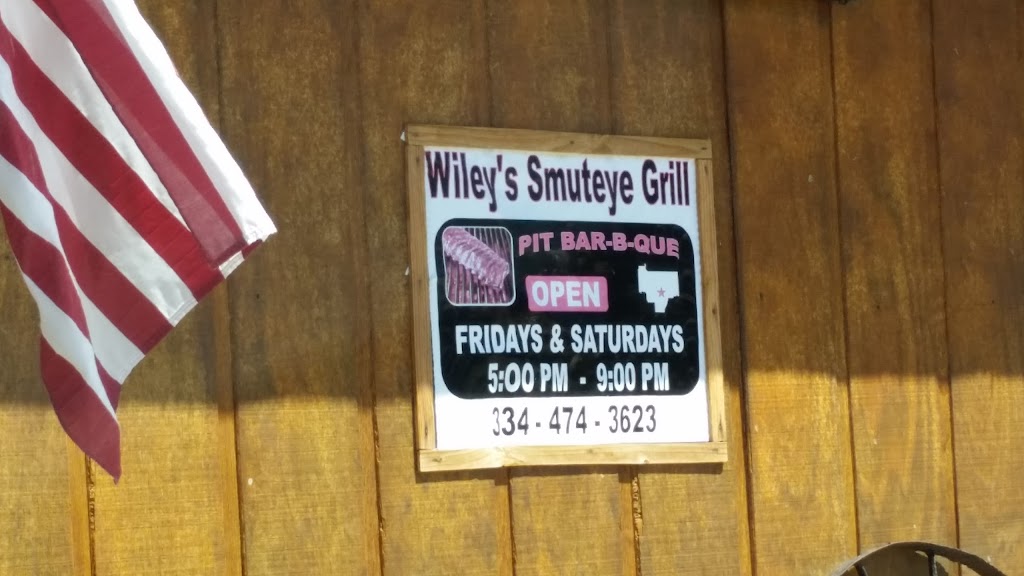 Wiley's Smuteye Grill
PIT BAR-B-QUE
OPEN
FRIDAYS & SATURDAYS
5:00 PM - 9:00 PM
334 - 474 - 3623